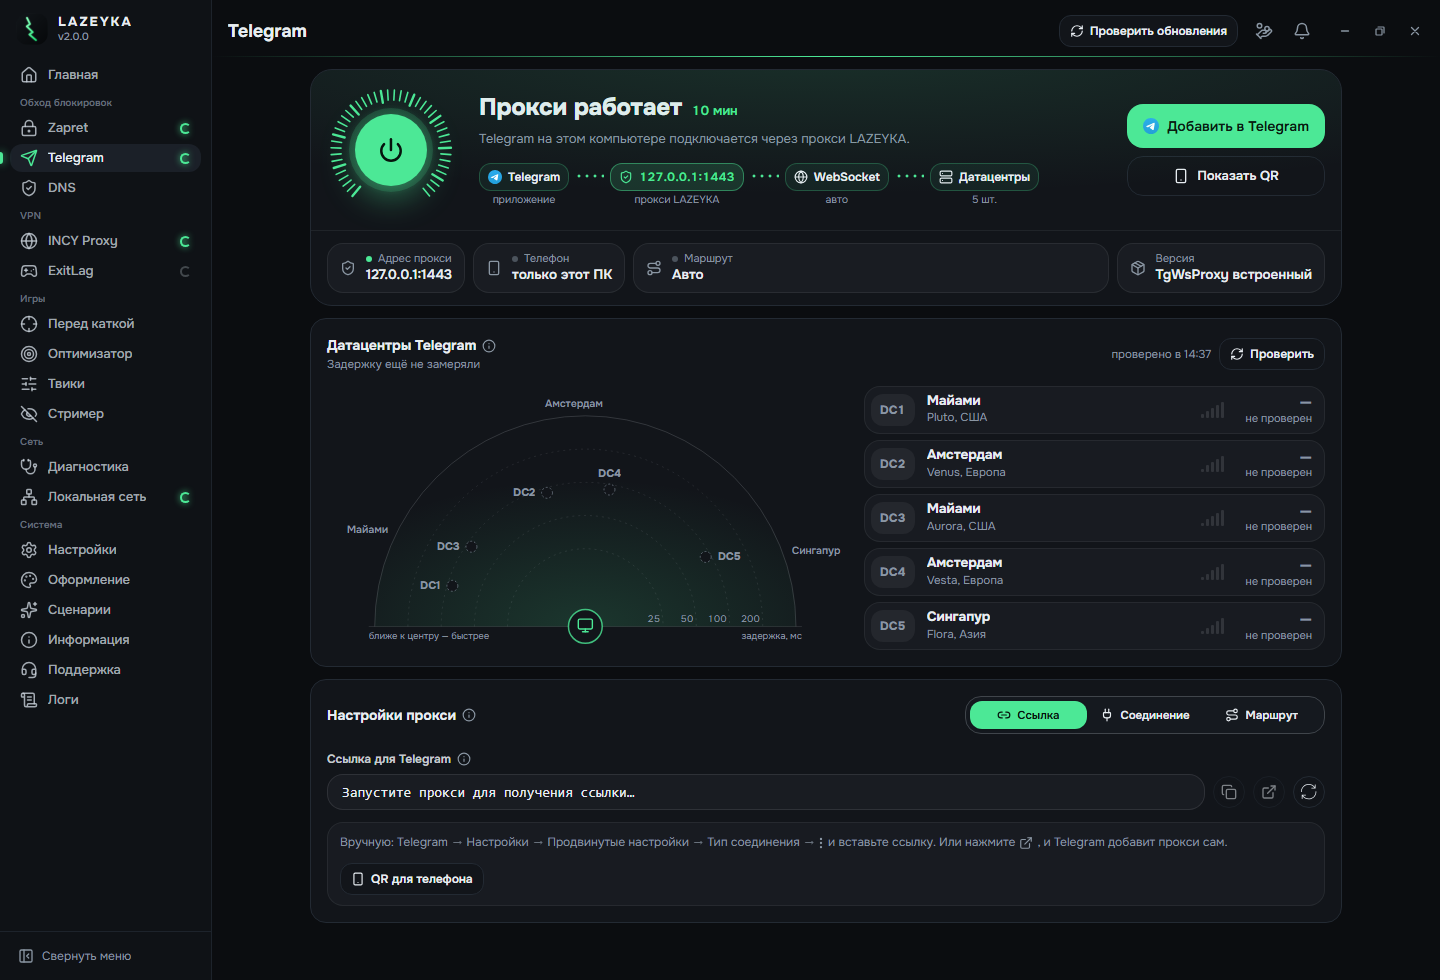 LAZEYKA
v2.0.0
Главная
Обход блокировок
Zapret
Telegram
DNS
VPN
INCY Proxy
ExitLag
Игры
Перед каткой
Оптимизатор
Твики
Стример
Сеть
Диагностика
Локальная сеть
Система
Настройки
Оформление
Сценарии
Информация
Поддержка
Логи
Свернуть меню
Telegram
Проверить обновления
Прокси работает 10 мин
Telegram на этом компьютере подключается через прокси LAZEYKA.
Telegram 127.0.0.1:1443 WebSocket Датацентры
приложение прокси LAZEYKA авто 5 шт.
Добавить в Telegram
Показать QR
Адрес прокси
127.0.0.1:1443
Телефон
только этот ПК
Маршрут
Авто
Версия
TgWsProxy встроенный
Датацентры Telegram
Задержку ещё не замеряли
проверено в 14:37 Проверить
Амстердам
DC4
DC2
Майами
DC3
Сингапур
DC5
DC1
25 50 100 200
ближе к центру — быстрее задержка, мс
DC1 Майами —
Pluto, США не проверен
DC2 Амстердам —
Venus, Европа не проверен
DC3 Майами —
Aurora, США не проверен
DC4 Амстердам —
Vesta, Европа не проверен
DC5 Сингапур —
Flora, Азия не проверен
Настройки прокси
Ссылка Соединение Маршрут
Ссылка для Telegram
Запустите прокси для получения ссылки…
Вручную: Telegram → Настройки → Продвинутые настройки → Тип соединения → ⋮ и вставьте ссылку. Или нажмите , и Telegram добавит прокси сам.
QR для телефона